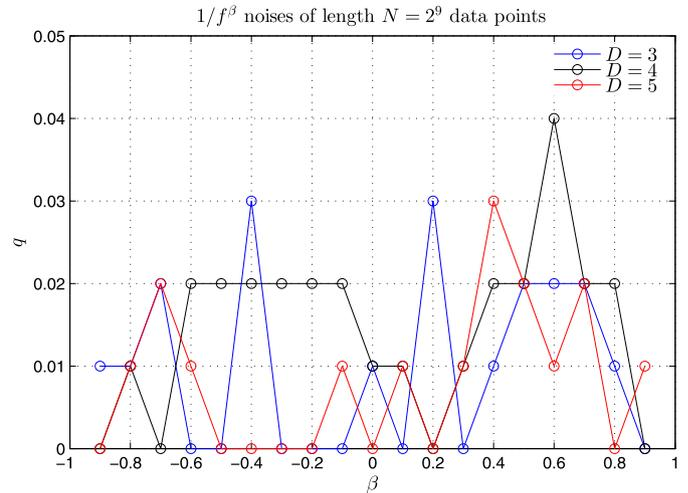 1/f^β noises of length N = 2^9 data points
0.05
0.04
0.03
0.02
0.01
0
q
D = 3
D = 4
D = 5
−1 −0.8 −0.6 −0.4 −0.2 0 0.2 0.4 0.6 0.8 1
β